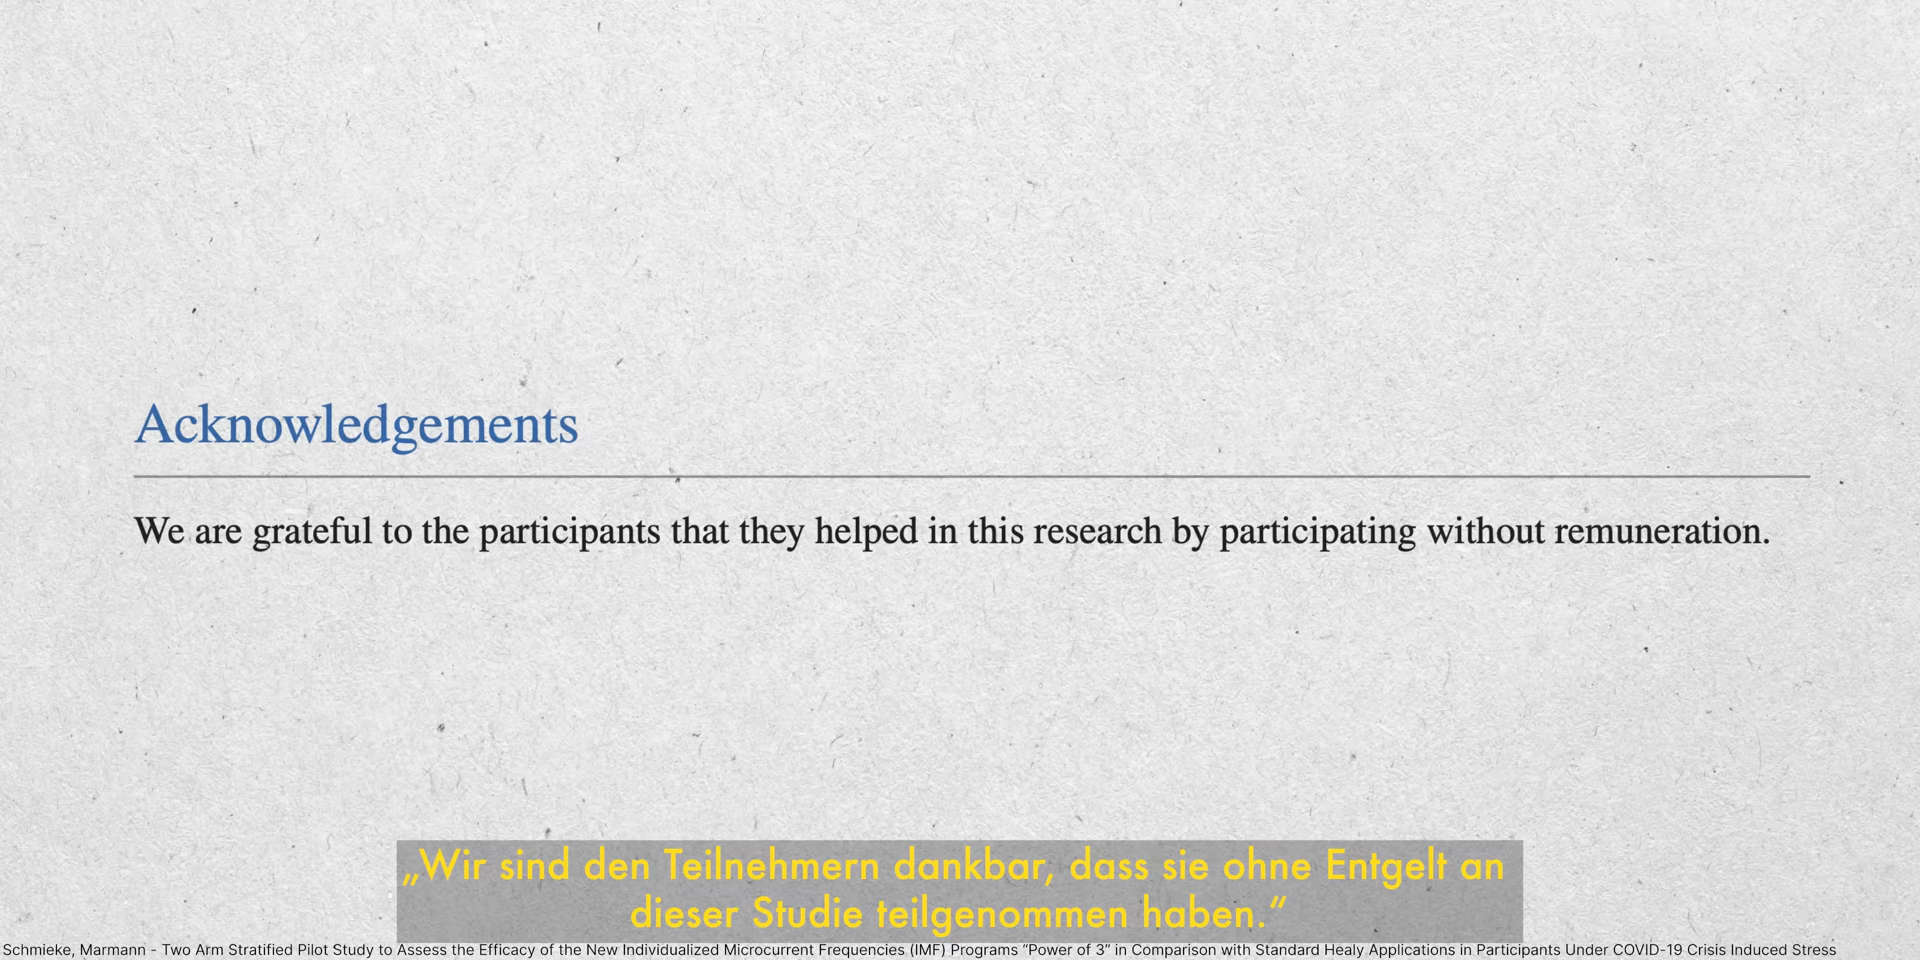 Acknowledgements
We are grateful to the participants that they helped in this research by participating without remuneration.
„Wir sind den Teilnehmern dankbar, dass sie ohne Entgelt an
dieser Studie teilgenommen haben.“
Schmieke, Marmann - Two Arm Stratified Pilot Study to Assess the Efficacy of the New Individualized Microcurrent Frequencies (IMF) Programs “Power of 3” in Comparison with Standard Healy Applications in Participants Under COVID-19 Crisis Induced Stress